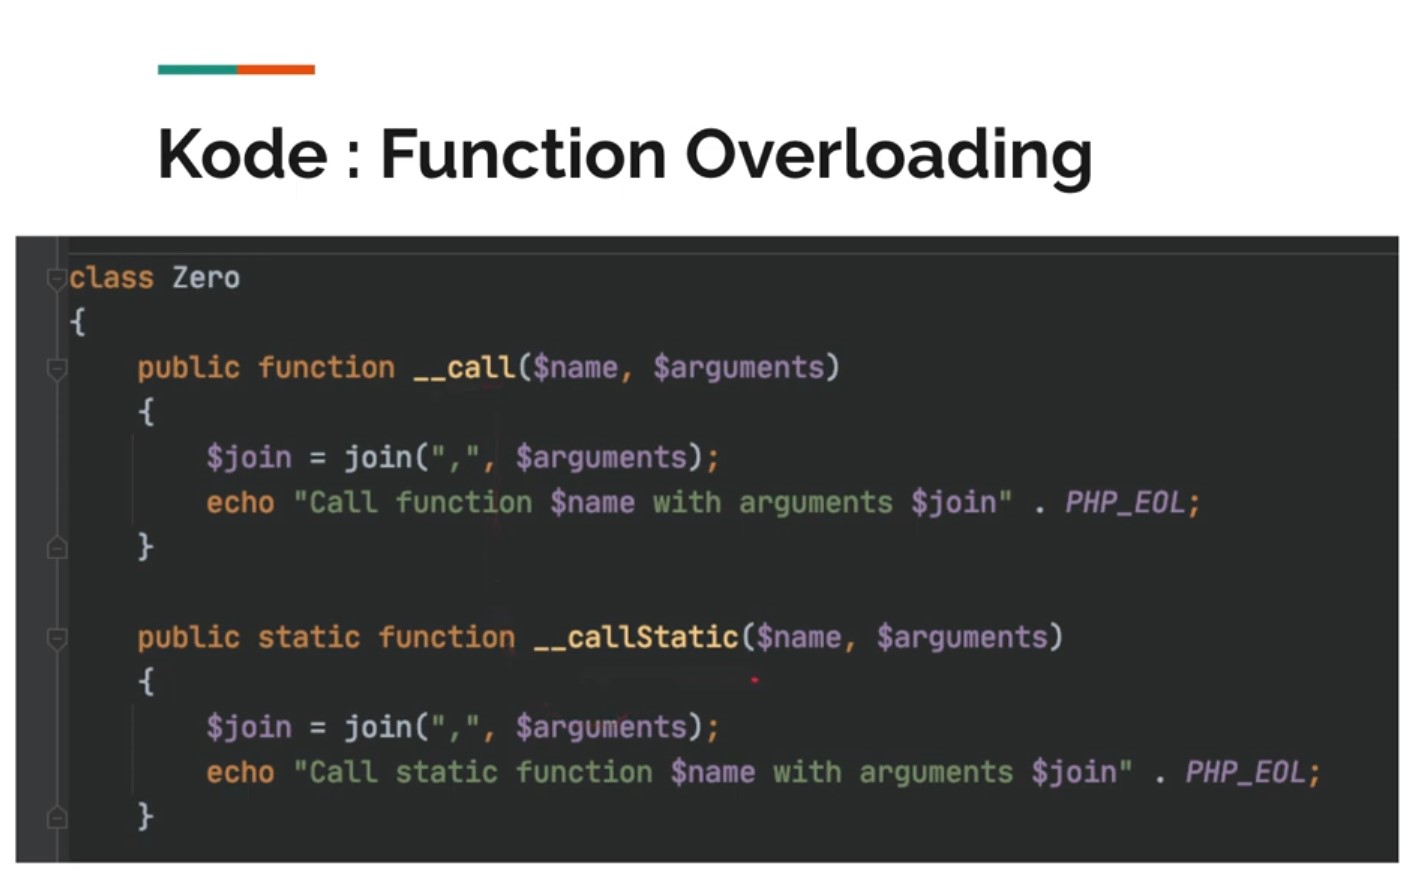 Kode : Function Overloading
class Zero
{
    public function __call($name, $arguments)
    {
        $join = join(",", $arguments);
        echo "Call function $name with arguments $join" . PHP_EOL;
    }
    public static function __callStatic($name, $arguments)
    {
        $join = join(",", $arguments);
        echo "Call static function $name with arguments $join" . PHP_EOL;
    }